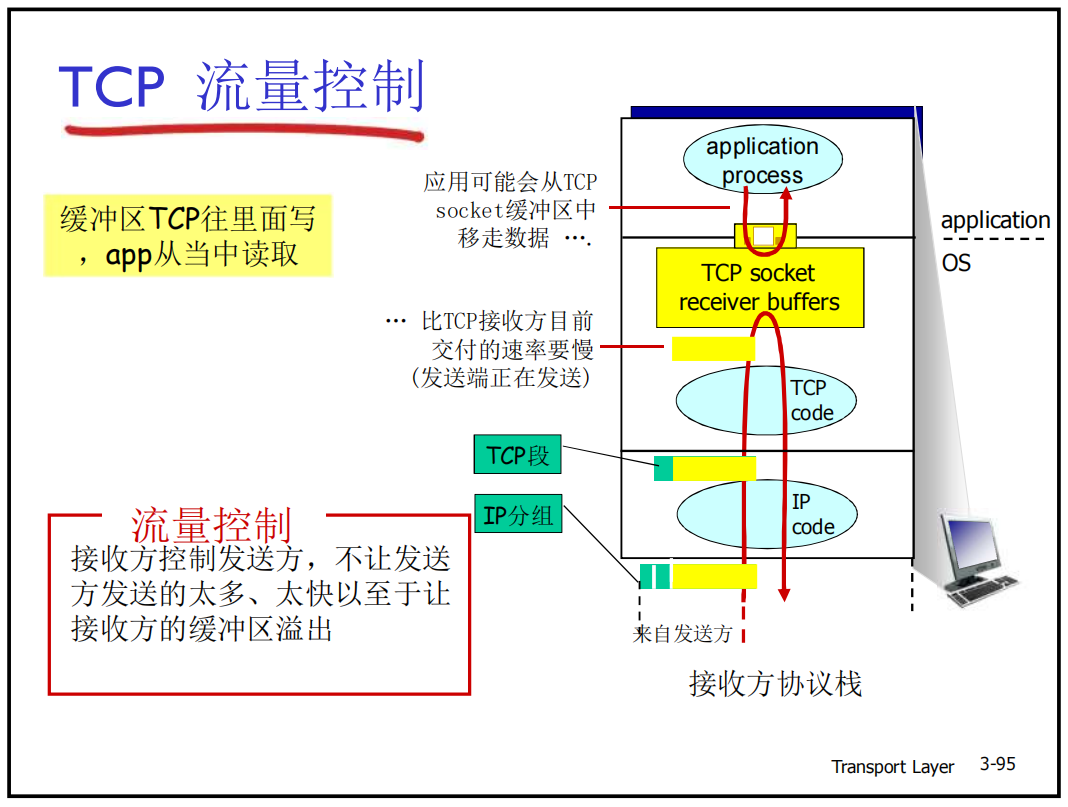 TCP 流量控制
缓冲区TCP往里面写
，app从当中读取
应用可能会从TCP
socket缓冲区中
移走数据 ….
… 比TCP接收方目前
交付的速率要慢
(发送端正在发送)
application
process
TCP socket
receiver buffers
TCP
code
IP
code
application
OS
TCP段
IP分组
来自发送方
接收方协议栈
流量控制
接收方控制发送方，不让发送
方发送的太多、太快以至于让
接收方的缓冲区溢出
Transport Layer 3-95